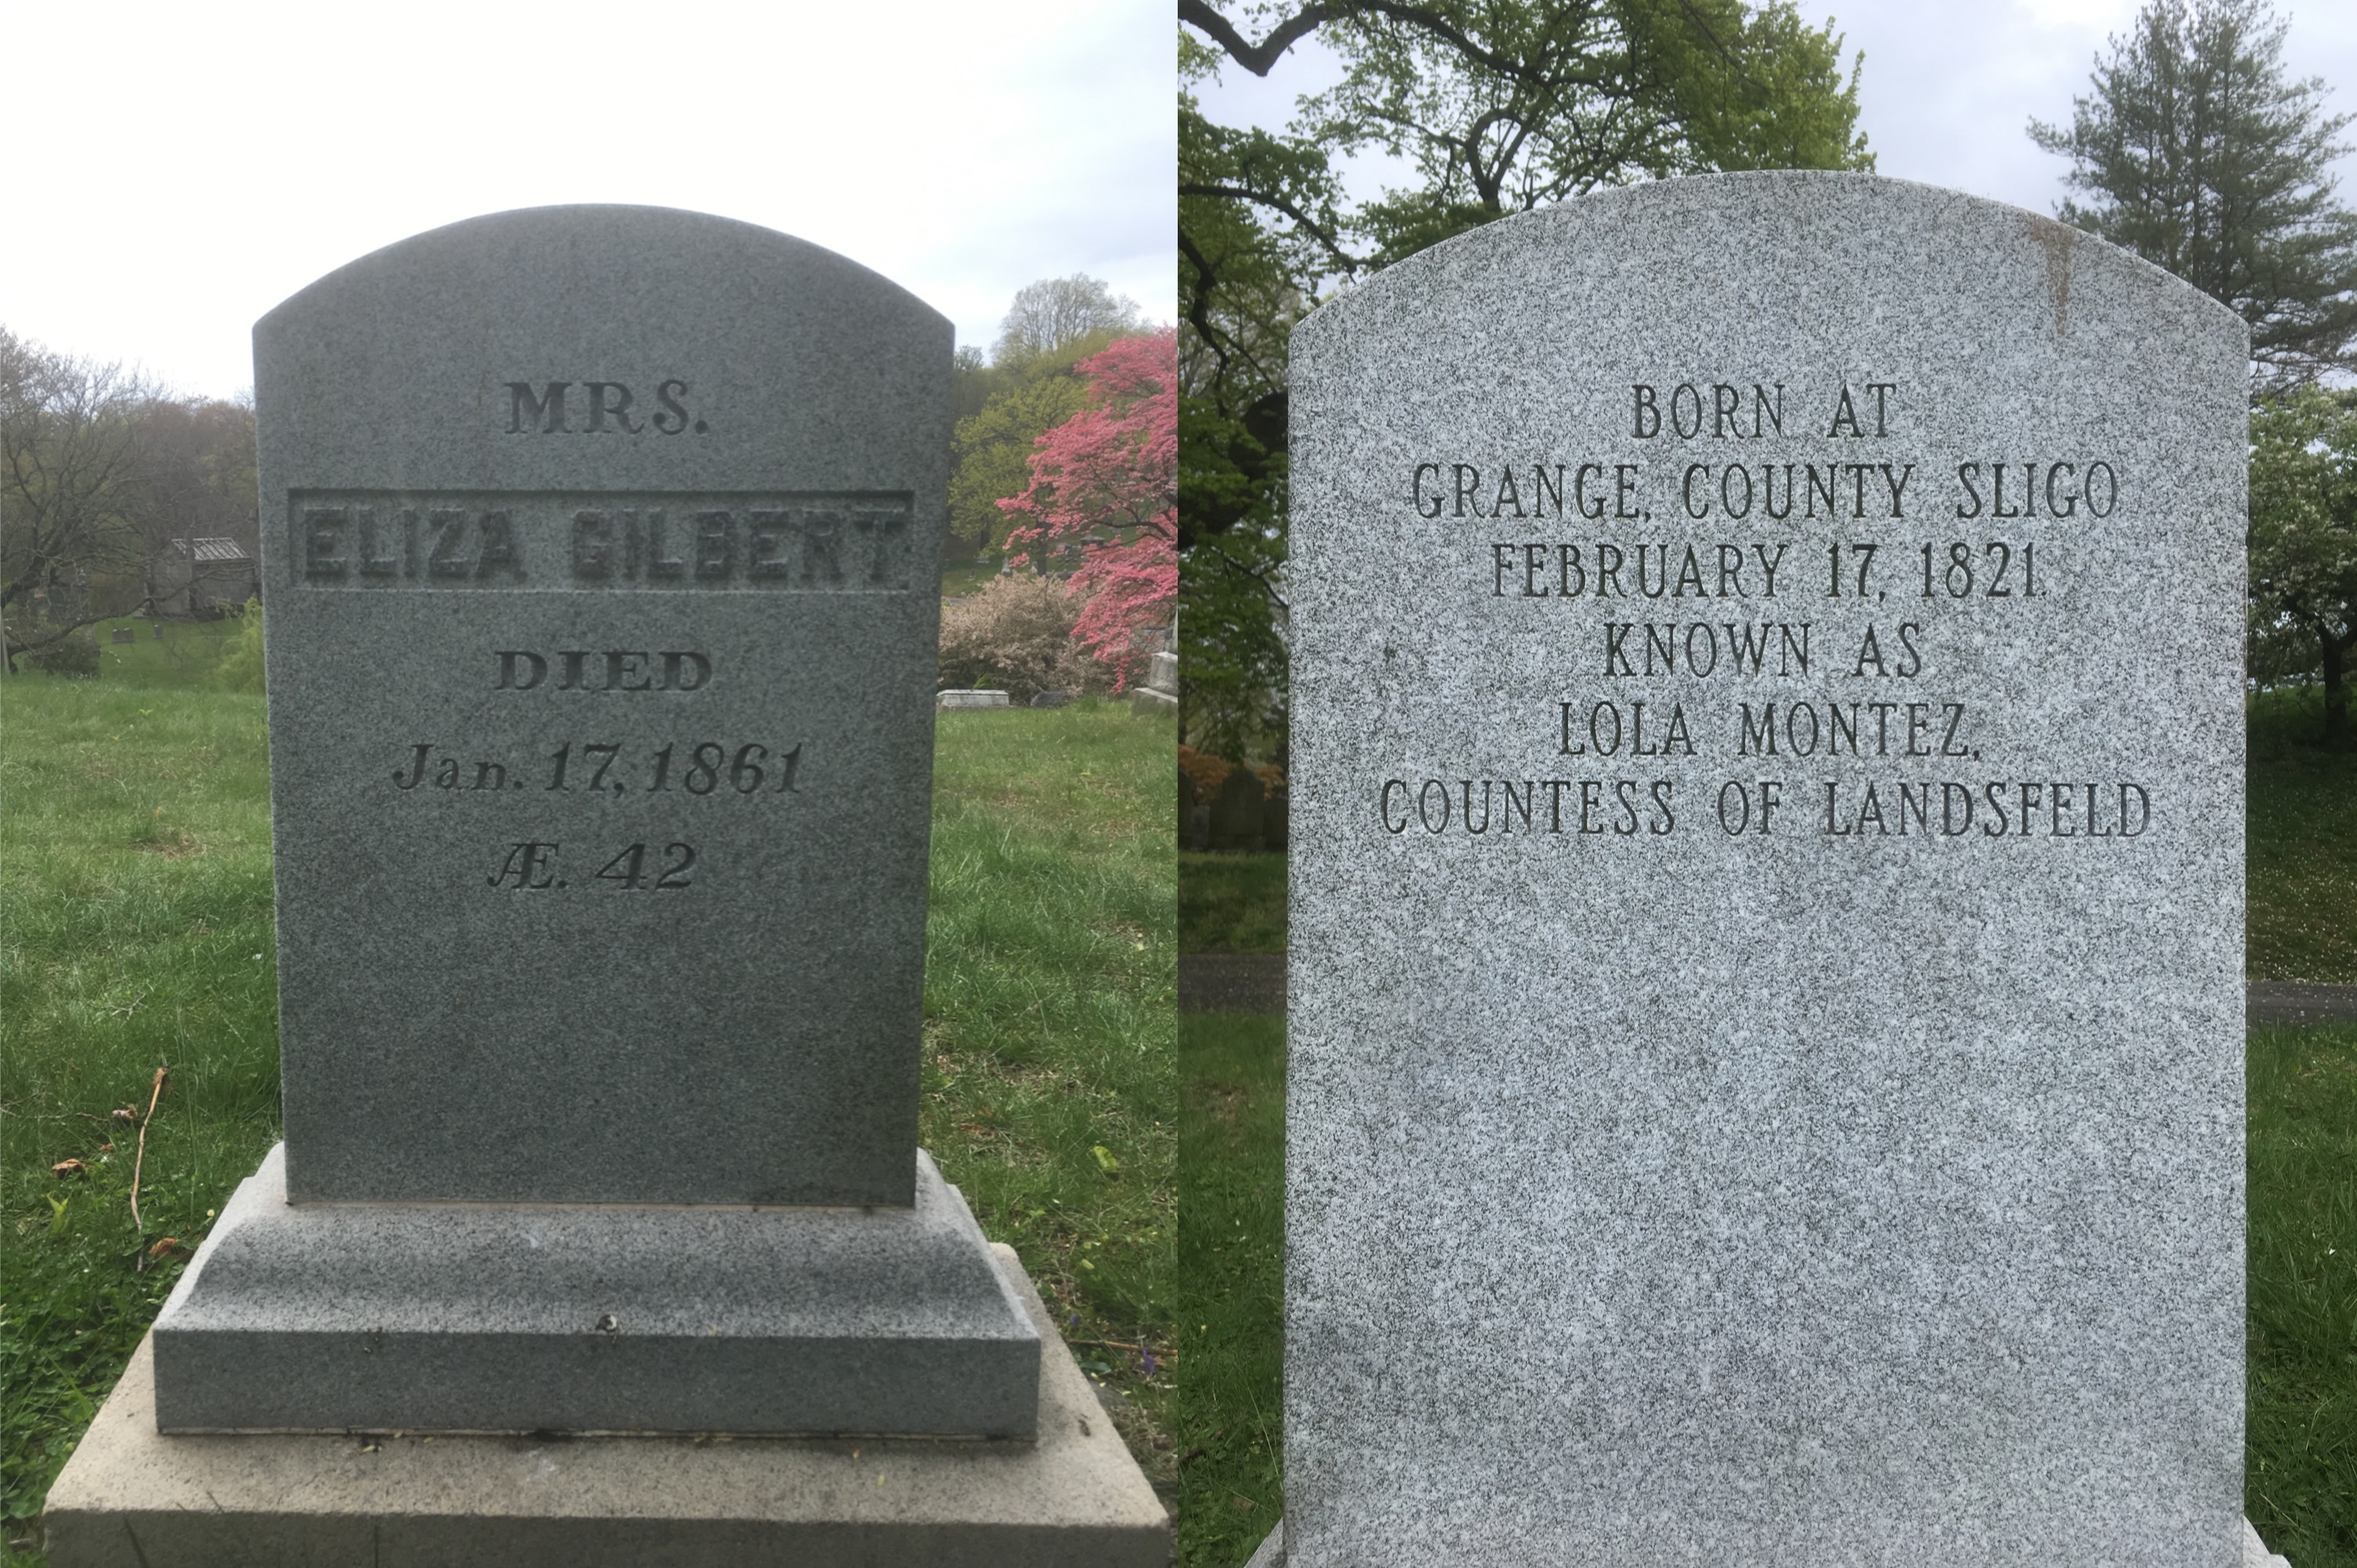 MRS.
ELIZA GILBERT
DIED
Jan. 17, 1861
Æ. 42
BORN AT
GRANGE, COUNTY SLIGO
FEBRUARY 17, 1821.
KNOWN AS
LOLA MONTEZ,
COUNTESS OF LANDSFELD